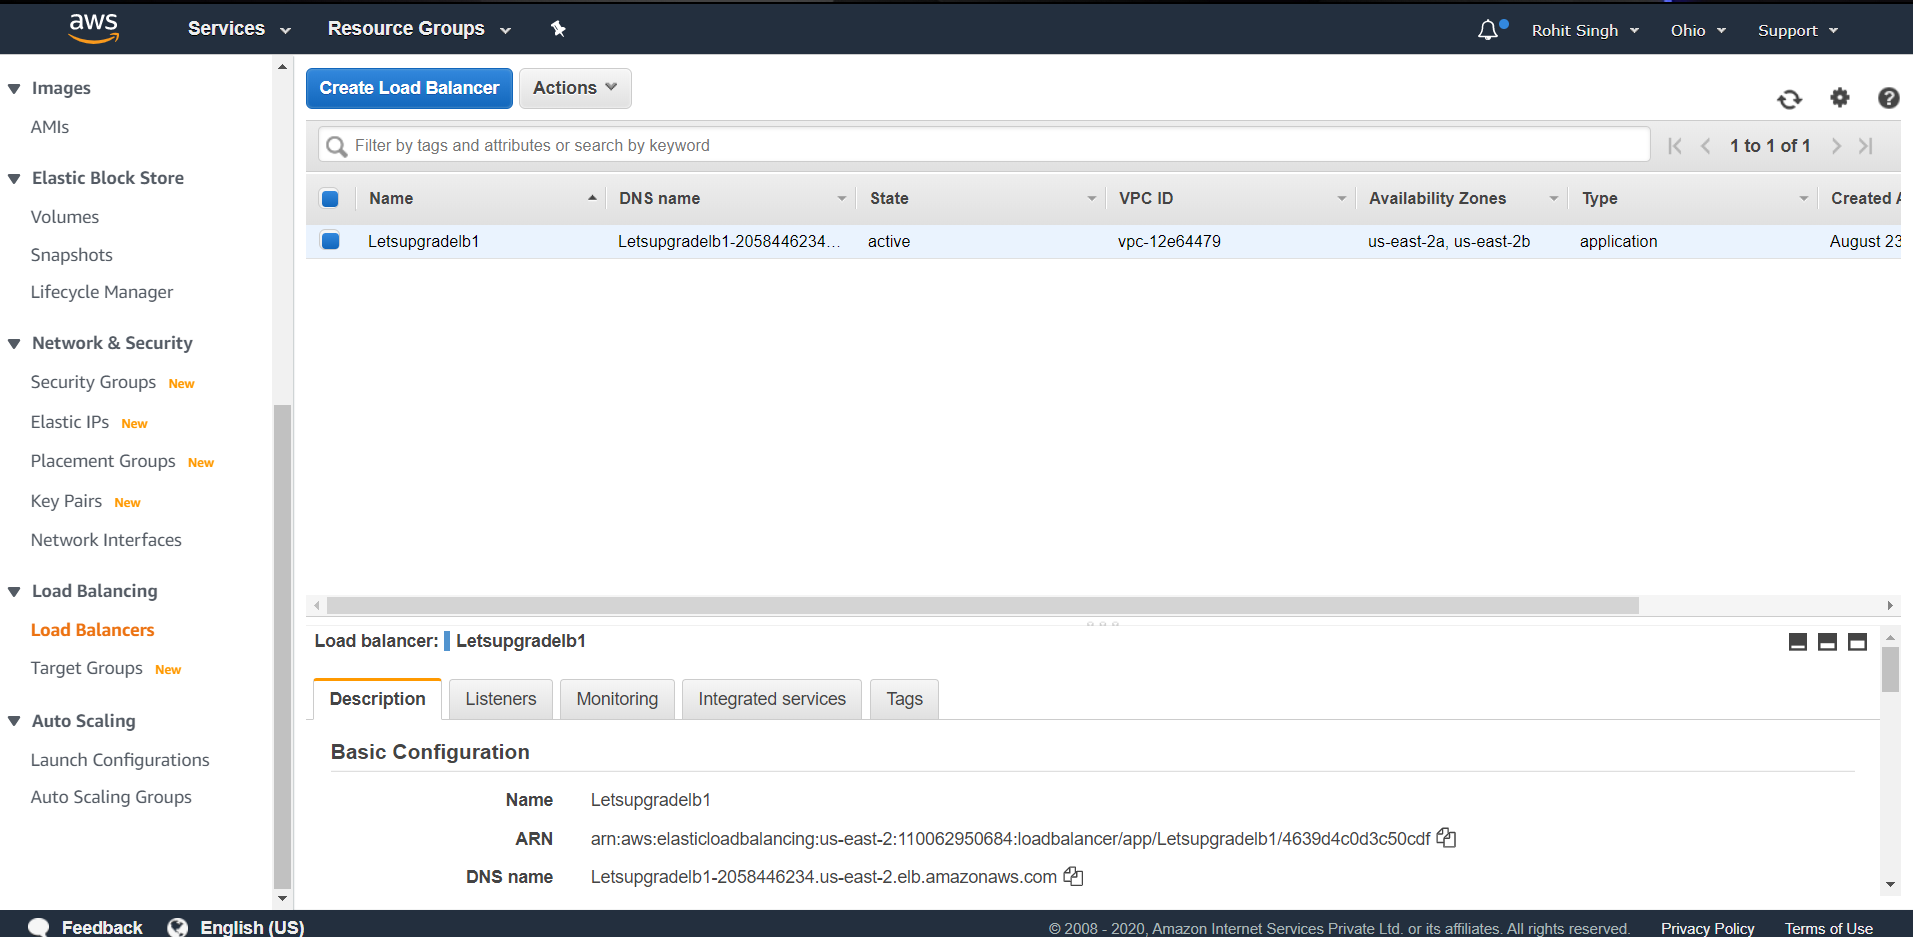 aws Services Resource Groups Rohit Singh Ohio Support
Images
AMIs
Elastic Block Store
Volumes
Snapshots
Lifecycle Manager
Network & Security
Security Groups New
Elastic IPs New
Placement Groups New
Key Pairs New
Network Interfaces
Load Balancing
Load Balancers
Target Groups New
Auto Scaling
Launch Configurations
Auto Scaling Groups
Create Load Balancer Actions
Filter by tags and attributes or search by keyword 1 to 1 of 1
Name DNS name State VPC ID Availability Zones Type Created A
Letsupgradelb1 Letsupgradelb1-2058446234... active vpc-12e64479 us-east-2a, us-east-2b application August 23
Load balancer: Letsupgradelb1
Description Listeners Monitoring Integrated services Tags
Basic Configuration
Name Letsupgradelb1
ARN arn:aws:elasticloadbalancing:us-east-2:110062950684:loadbalancer/app/Letsupgradelb1/4639d4c0d3c50cdf
DNS name Letsupgradelb1-2058446234.us-east-2.elb.amazonaws.com
Feedback English (US) © 2008 - 2020, Amazon Internet Services Private Ltd. or its affiliates. All rights reserved. Privacy Policy Terms of Use